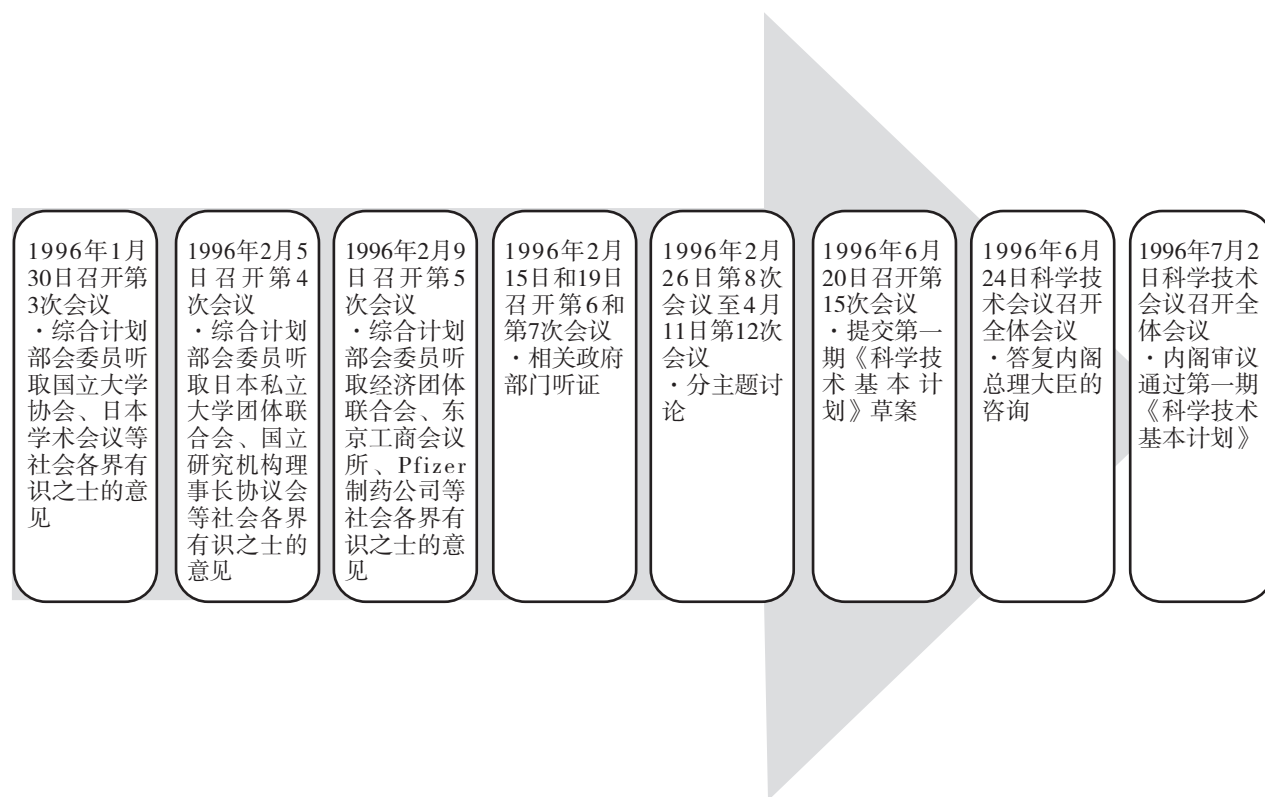 1996年1月
30日召开第
3次会议
·综合计划
部会委员听
取国立大学
协会、日本
学术会议等
社会各界有
识之士的意
见
1996年2月5
日召开第4
次会议
·综合计划
部会委员听
取日本私立
大学团体联
合会、国立
研究机构理
事长协议会
等社会各界
有识之士的
意见
1996年2月9
日召开第5
次会议
·综合计划
部会委员听
取经济团体
联合会、东
京工商会议
所、Pfizer
制药公司等
社会各界有
识之士的意
见
1996年2月
15日和19日
召开第6和
第7次会议
·相关政府
部门听证
1996年2月
26日第8次
会议至4月
11日第12次
会议
·分主题讨
论
1996年6月
20日召开第
15次会议
·提交第一
期《科学技
术基本计
划》草案
1996年6月
24日科学技
术会议召开
全体会议
·答复内阁
总理大臣的
咨询
1996年7月2
日科学技术
会议召开全
体会议
·内阁审议
通过第一期
《科学技术
基本计划》